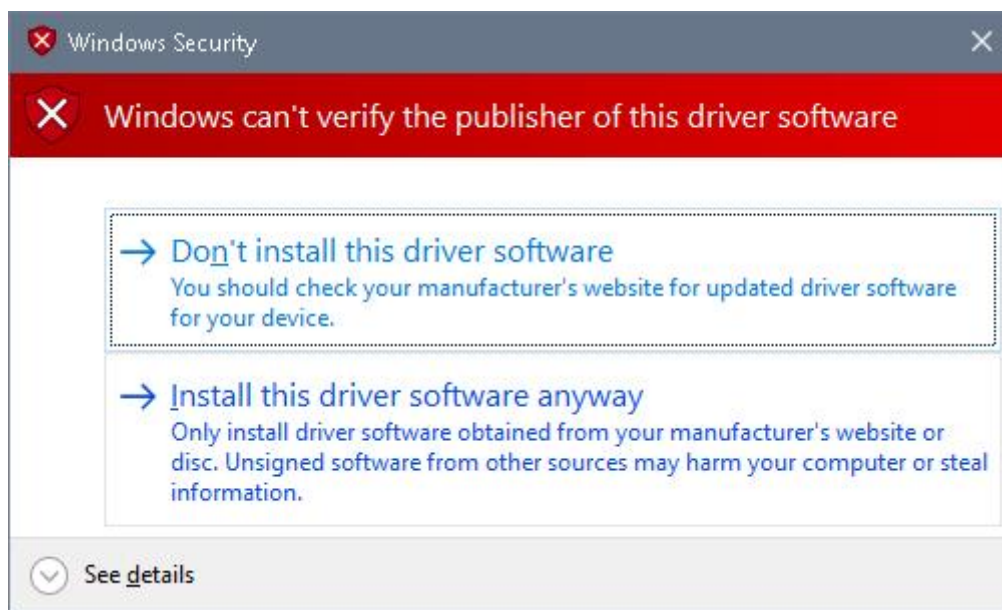 Windows Security
Windows can't verify the publisher of this driver software
Don't install this driver software
You should check your manufacturer's website for updated driver software
for your device.
Install this driver software anyway
Only install driver software obtained from your manufacturer's website or
disc. Unsigned software from other sources may harm your computer or steal
information.
See details